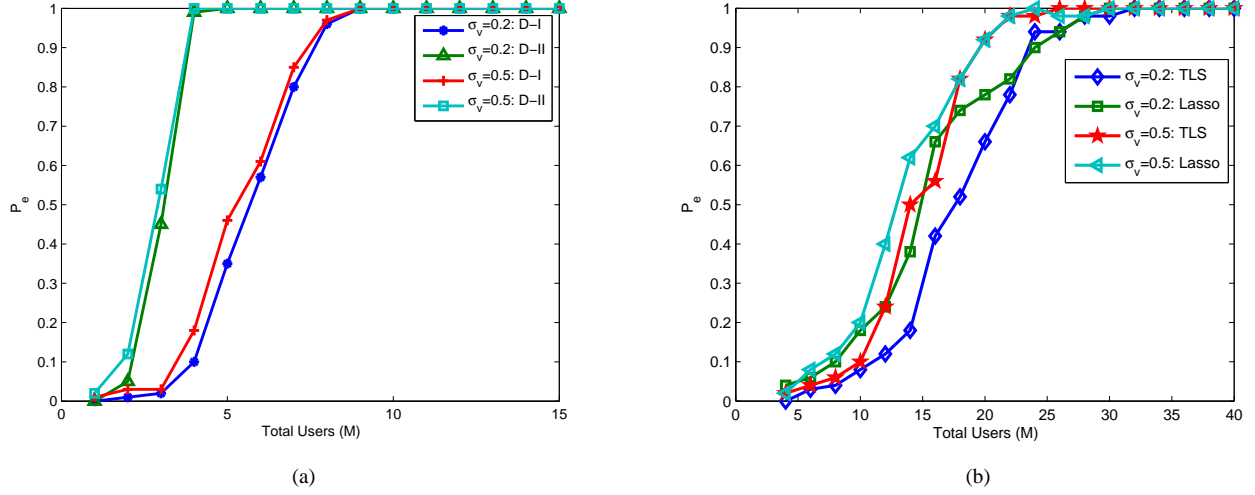 1
0.9
0.8
0.7
0.6
0.5
0.4
0.3
0.2
0.1
0
P_e
0 5 10 15
Total Users (M)
σ_v=0.2: D−I
σ_v=0.2: D−II
σ_v=0.5: D−I
σ_v=0.5: D−II
(a)
1
0.9
0.8
0.7
0.6
0.5
0.4
0.3
0.2
0.1
0
P_e
0 5 10 15 20 25 30 35 40
Total Users (M)
σ_v=0.2: TLS
σ_v=0.2: Lasso
σ_v=0.5: TLS
σ_v=0.5: Lasso
(b)